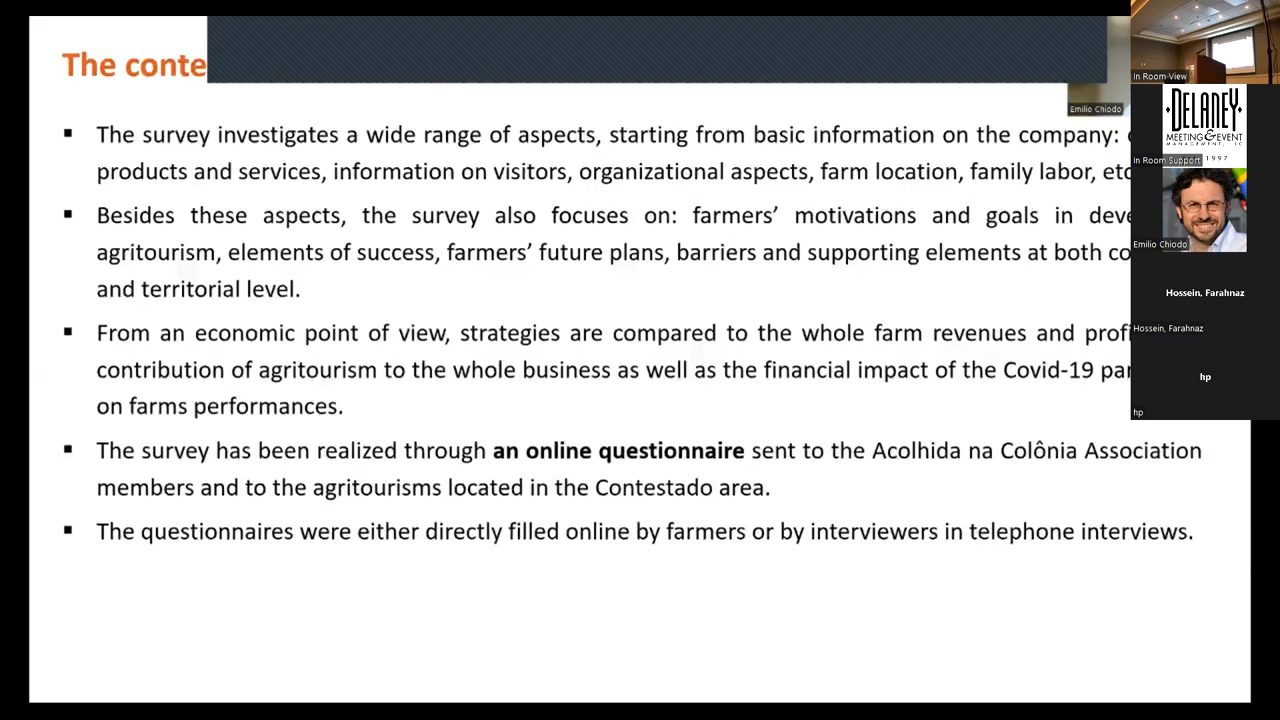 The conte
▪ The survey investigates a wide range of aspects, starting from basic information on the company:
products and services, information on visitors, organizational aspects, farm location, family labor, etc
▪ Besides these aspects, the survey also focuses on: farmers’ motivations and goals in deve
agritourism, elements of success, farmers’ future plans, barriers and supporting elements at both co
and territorial level.
▪ From an economic point of view, strategies are compared to the whole farm revenues and profi
contribution of agritourism to the whole business as well as the financial impact of the Covid-19 pan
on farms performances.
▪ The survey has been realized through an online questionnaire sent to the Acolhida na Colônia Association
members and to the agritourisms located in the Contestado area.
▪ The questionnaires were either directly filled online by farmers or by interviewers in telephone interviews.
Emilio Chiodo
In Room View
DELANEY
MEETING & EVENT
MANAGEMENT, LLC
In Room Support
1997
Emilio Chiodo
Hossein, Farahnaz
Hossein, Farahnaz
hp
hp